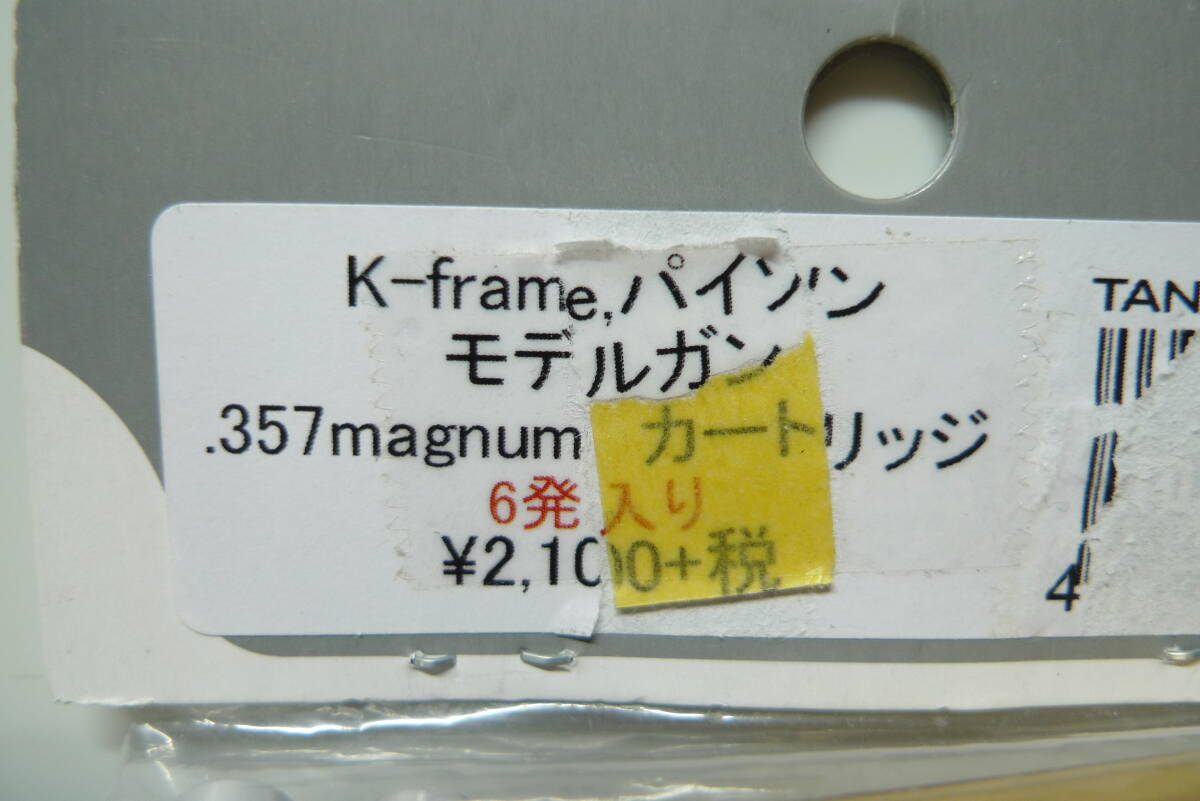 K-frame,パイソン
モデルガン
.357magnum カートリッジ
6発入り
¥2,100+税
TAN
4